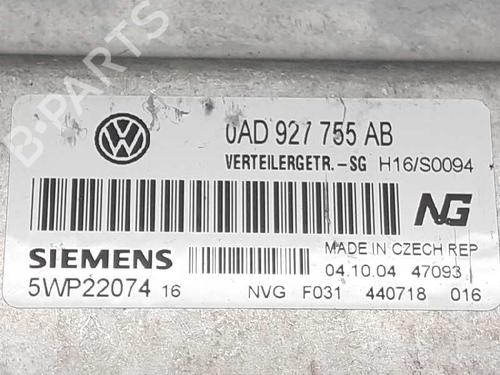 B-PARTS
VW
0AD 927 755 AB
VERTEILERGETR.-SG H16/S0094
NG
SIEMENS
MADE IN CZECH REP
04.10.04 47093
5WP22074 16
NVG F031 440718 016